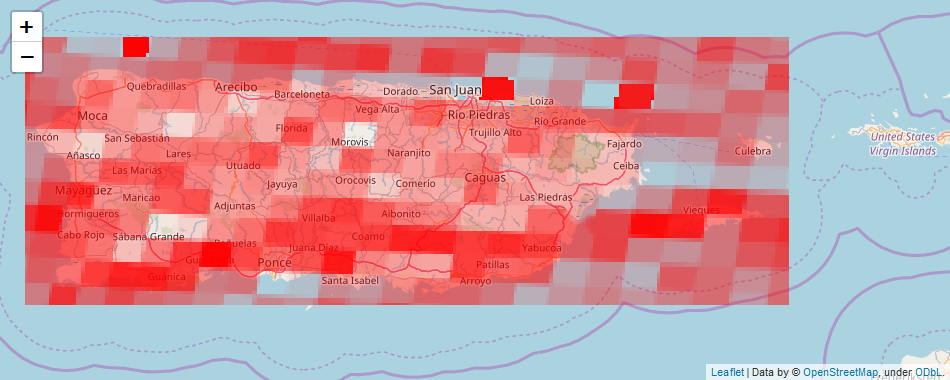 +
−
Quebradillas
Arecibo
Barceloneta
Dorado
San Juan
Loíza
Moca
Vega Alta
Río Piedras
Río Grande
Rincón
San Sebastián
Florida
Morovis
Trujillo Alto
Fajardo
United States
Virgin Islands
Añasco
Lares
Naranjito
Culebra
Las Marías
Utuado
Ceiba
Mayagüez
Maricao
Jayuya
Orocovis
Comerío
Caguas
Las Piedras
Hormigueros
Adjuntas
Villalba
Aibonito
Vieques
Cabo Rojo
Sabana Grande
Juana Díaz
Coamo
Yabucoa
Ponce
Patillas
Guánica
Santa Isabel
Arroyo
Leaflet | Data by © OpenStreetMap, under ODbL.